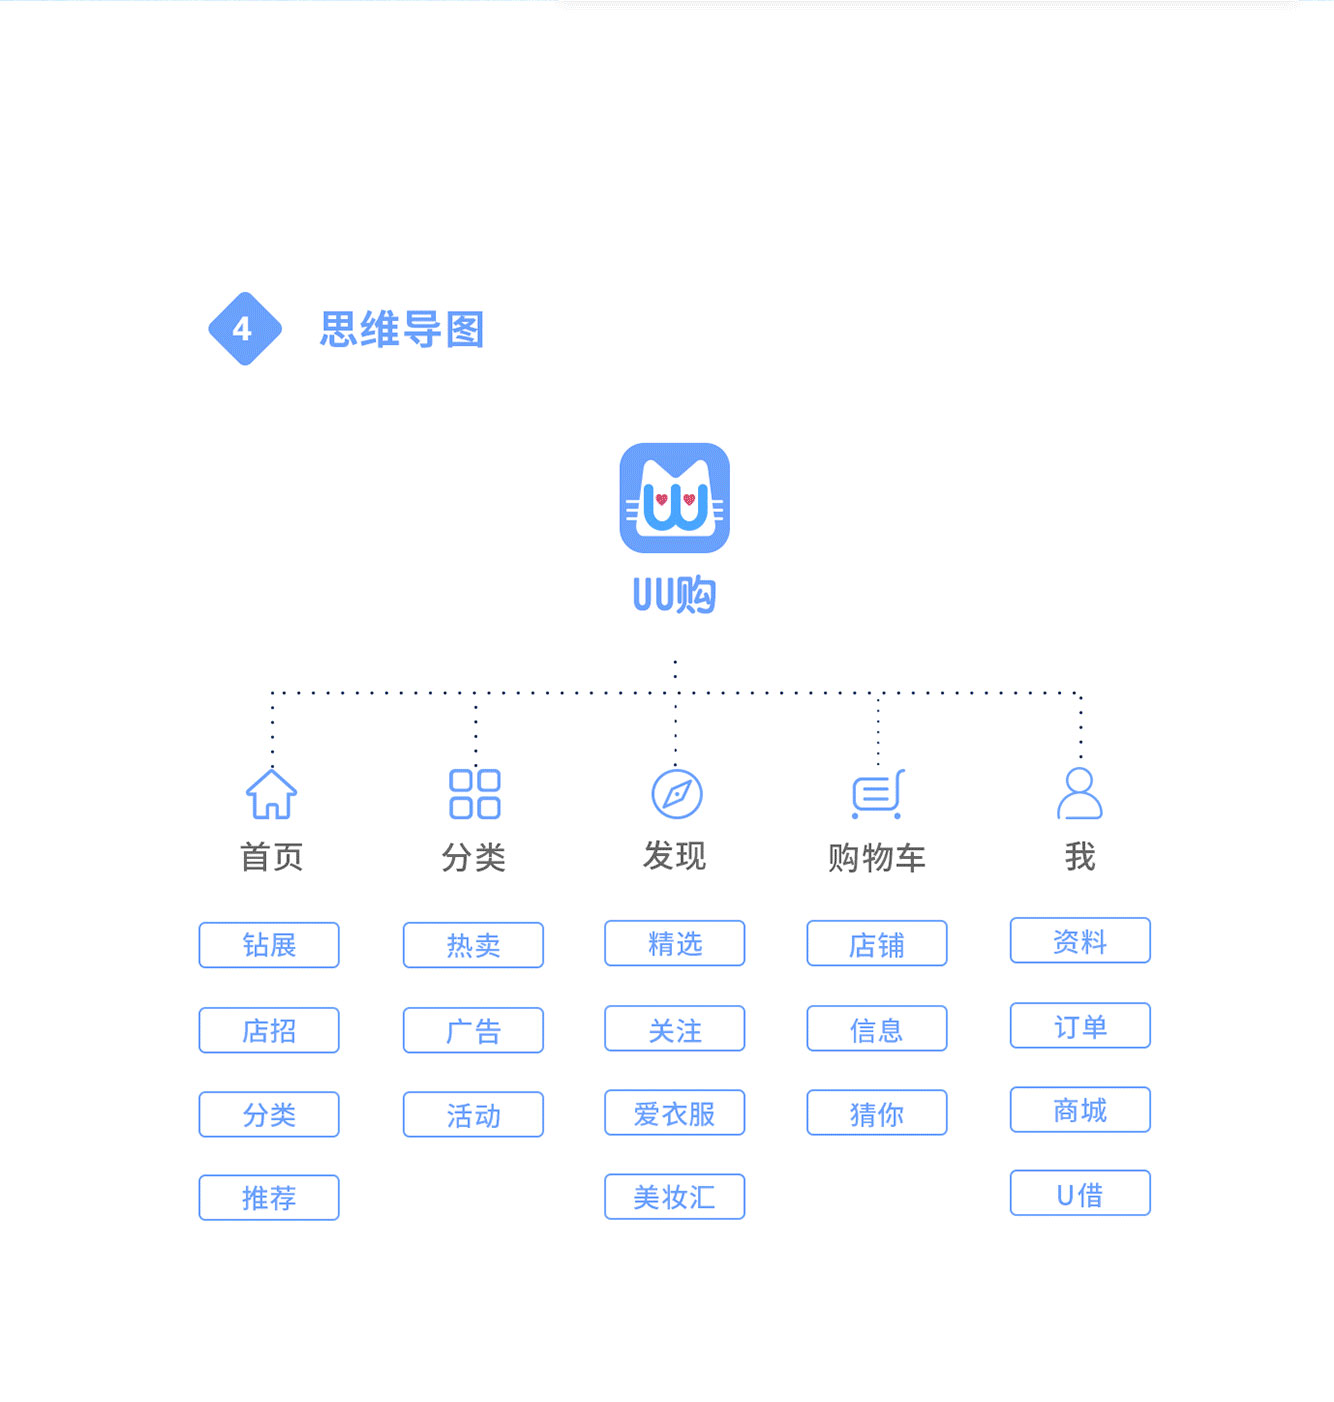 4 思维导图
UU购
首页 分类 发现 购物车 我
钻展 热卖 精选 店铺 资料
店招 广告 关注 信息 订单
分类 活动 爱衣服 猜你 商城
推荐 美妆汇 U借